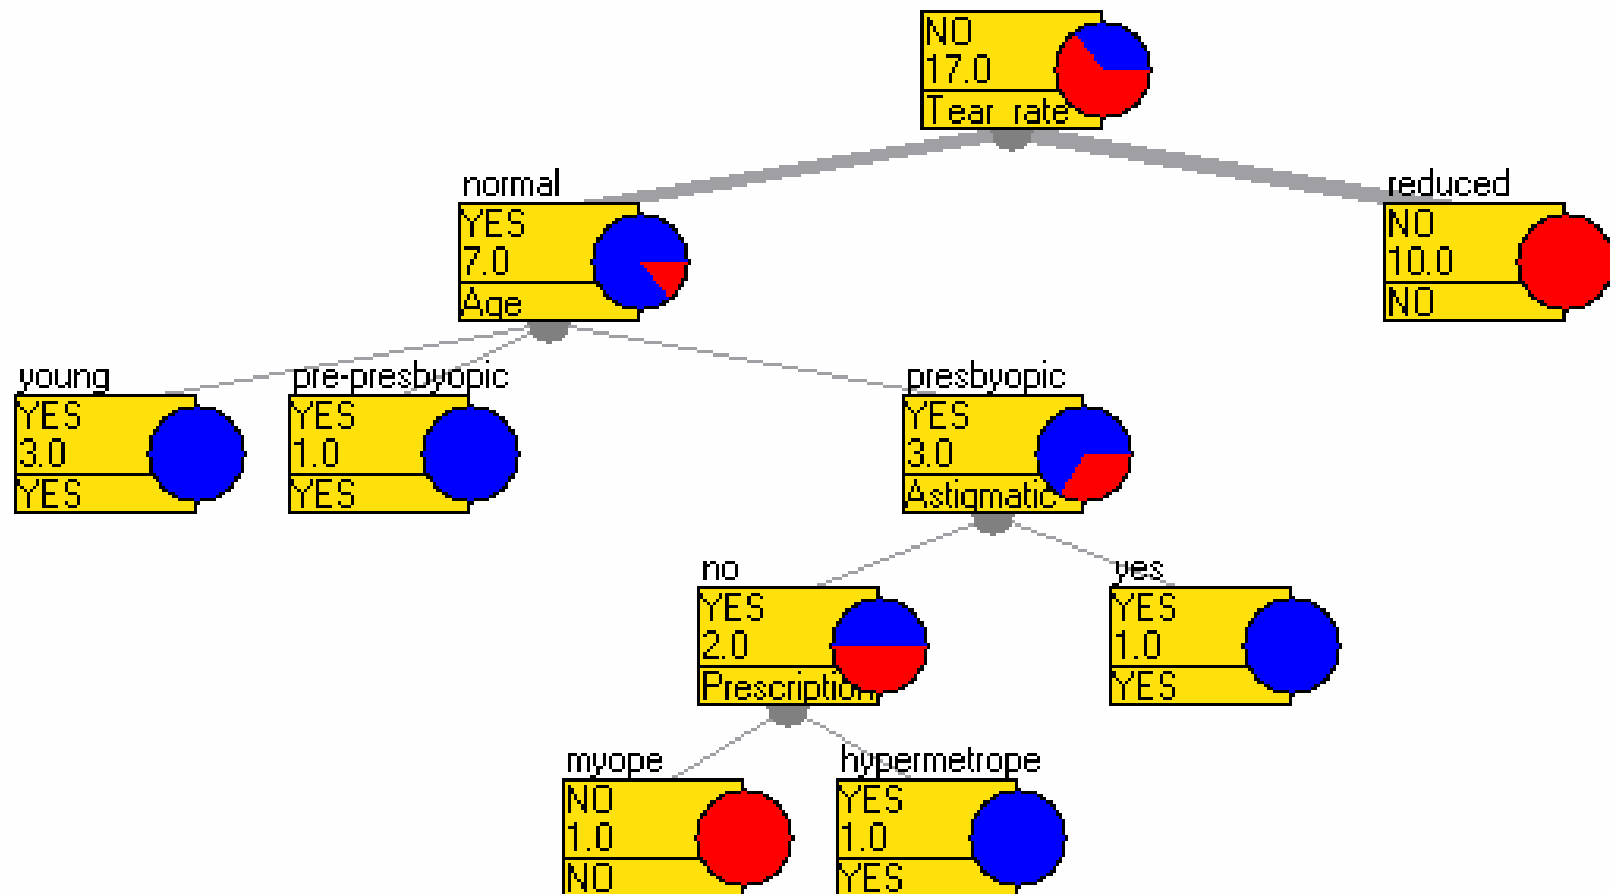 NO
17.0
Tear rate
normal
YES
7.0
Age
reduced
NO
10.0
NO
young
YES
3.0
YES
pre-presbyopic
YES
1.0
YES
presbyopic
YES
3.0
Astigmatic
no
YES
2.0
Prescription
yes
YES
1.0
YES
myope
NO
1.0
NO
hypermetrope
YES
1.0
YES